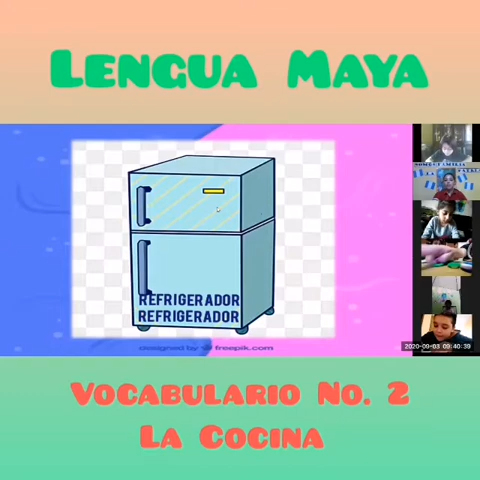 LENGUA MAYA
REFRIGERADOR
REFRIGERADOR
designed by freepik.com
2020-09-03 09:40:39
VOCABULARIO NO. 2
LA COCINA